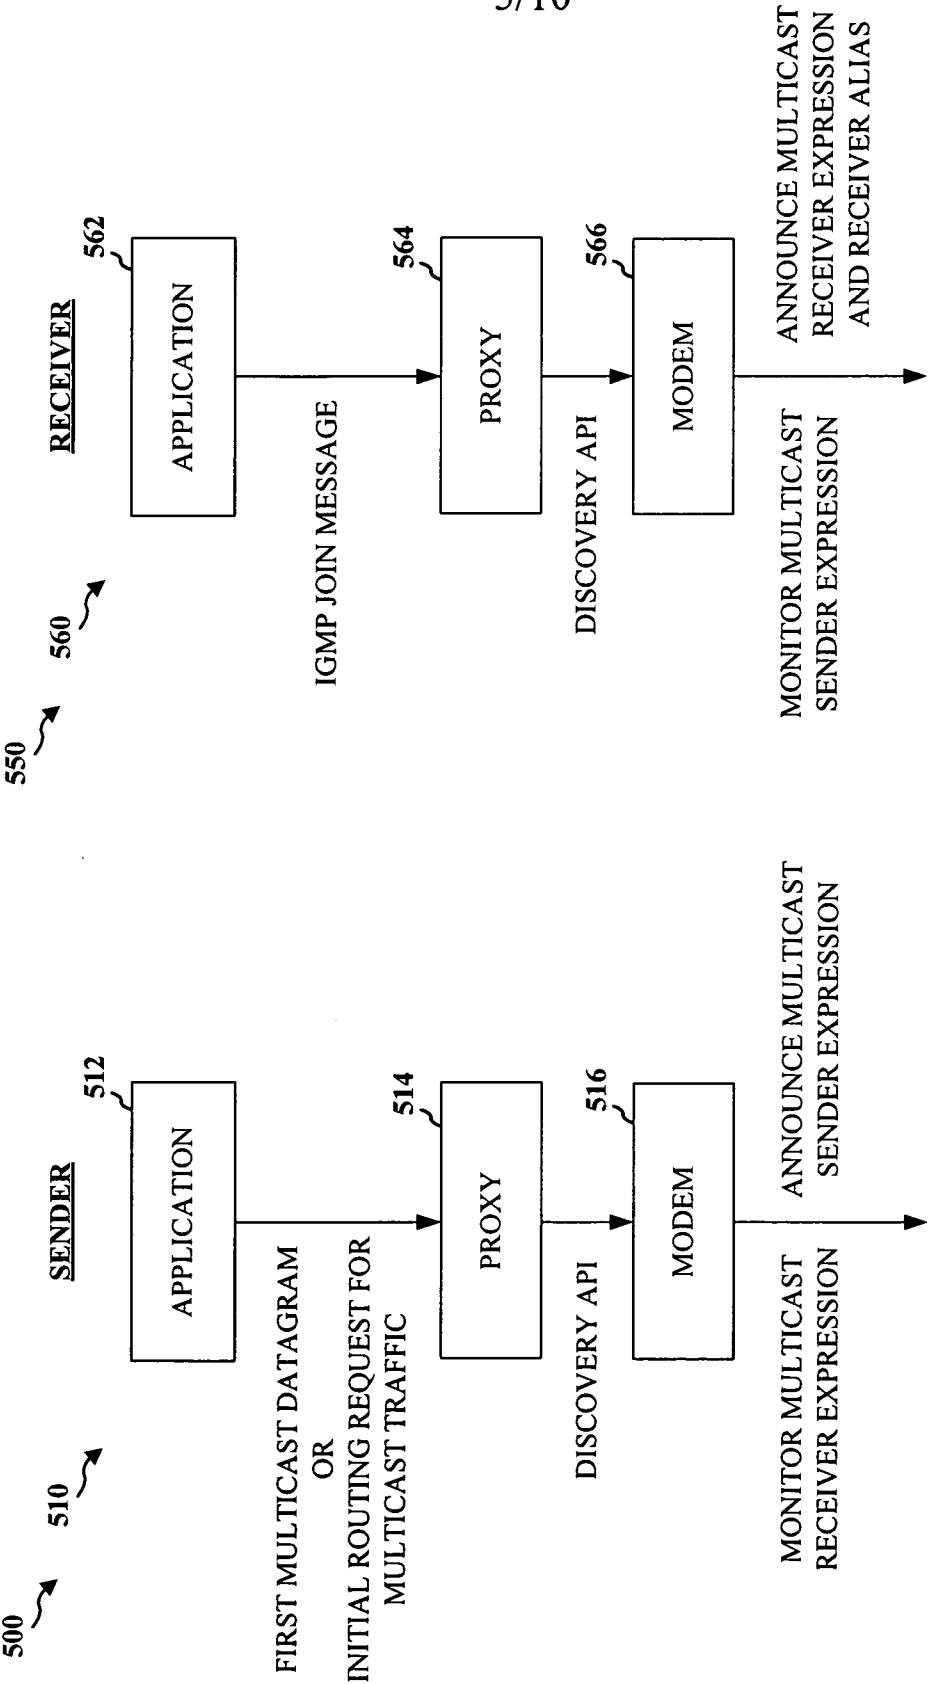 5/10
500
510
SENDER
512
APPLICATION
FIRST MULTICAST DATAGRAM
OR
INITIAL ROUTING REQUEST FOR
MULTICAST TRAFFIC
514
PROXY
DISCOVERY API
516
MODEM
MONITOR MULTICAST
RECEIVER EXPRESSION
ANNOUNCE MULTICAST
SENDER EXPRESSION
550
560
RECEIVER
562
APPLICATION
IGMP JOIN MESSAGE
564
PROXY
DISCOVERY API
566
MODEM
MONITOR MULTICAST
SENDER EXPRESSION
ANNOUNCE MULTICAST
RECEIVER EXPRESSION
AND RECEIVER ALIAS